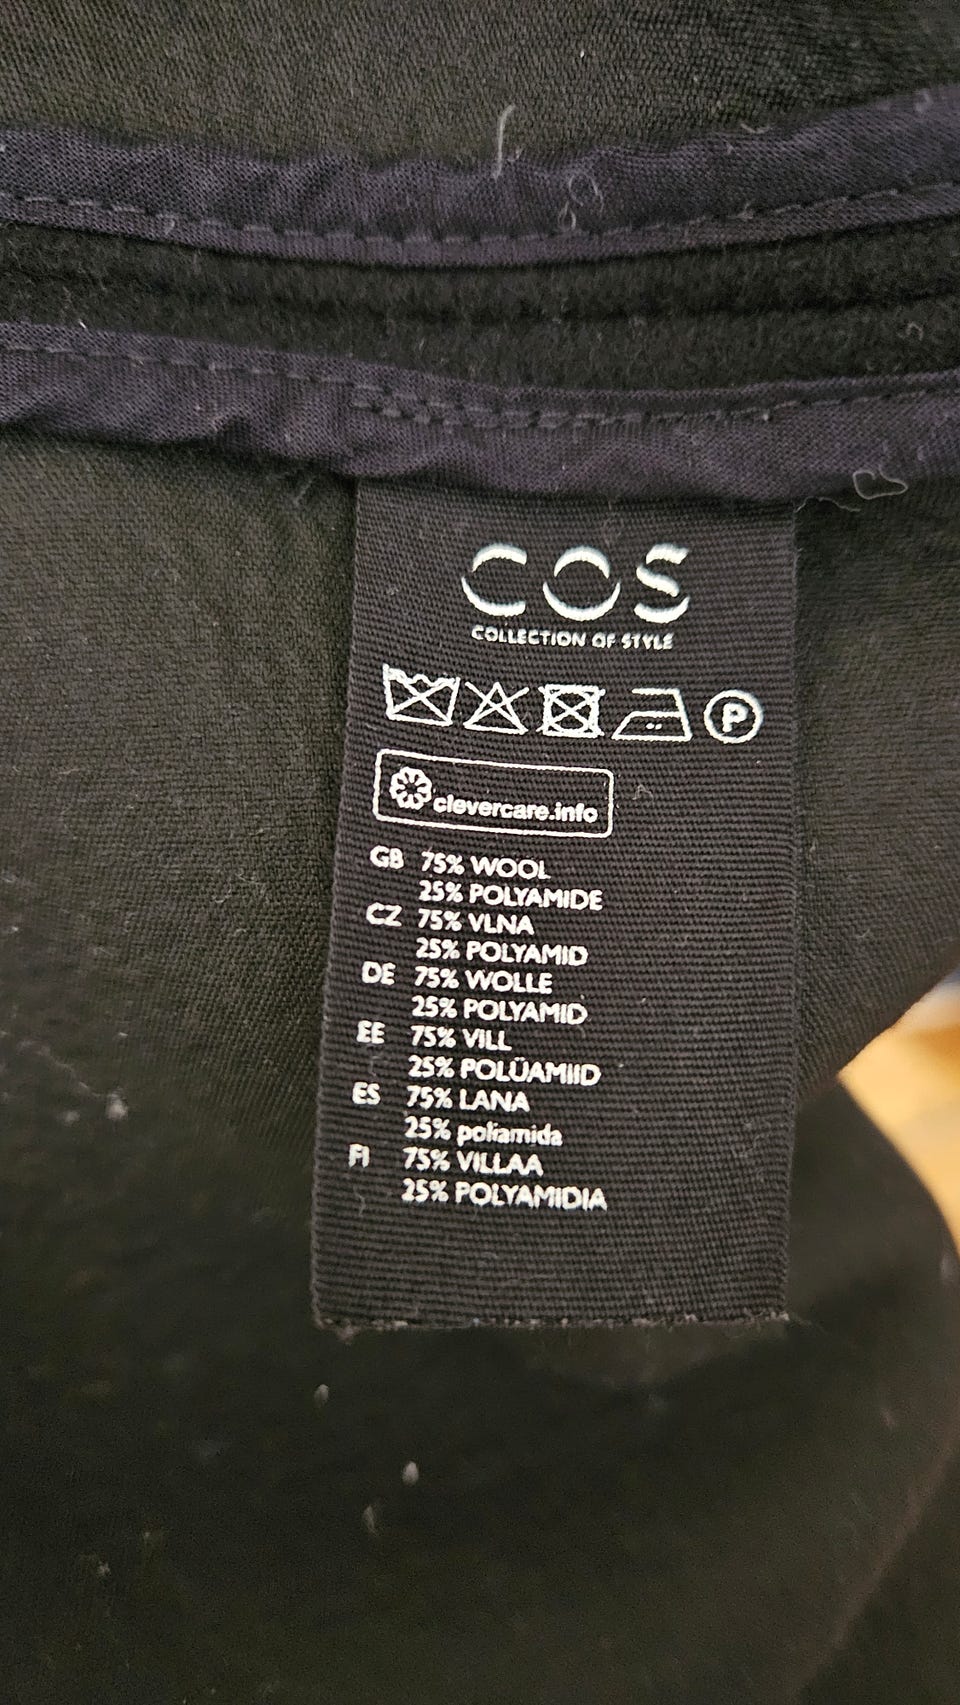 COS
COLLECTION OF STYLE
P
clevercare.info
GB 75% WOOL
25% POLYAMIDE
CZ 75% VLNA
25% POLYAMID
DE 75% WOLLE
25% POLYAMID
EE 75% VILL
25% POLÜAMIID
ES 75% LANA
25% poliamida
FI 75% VILLAA
25% POLYAMIDIA